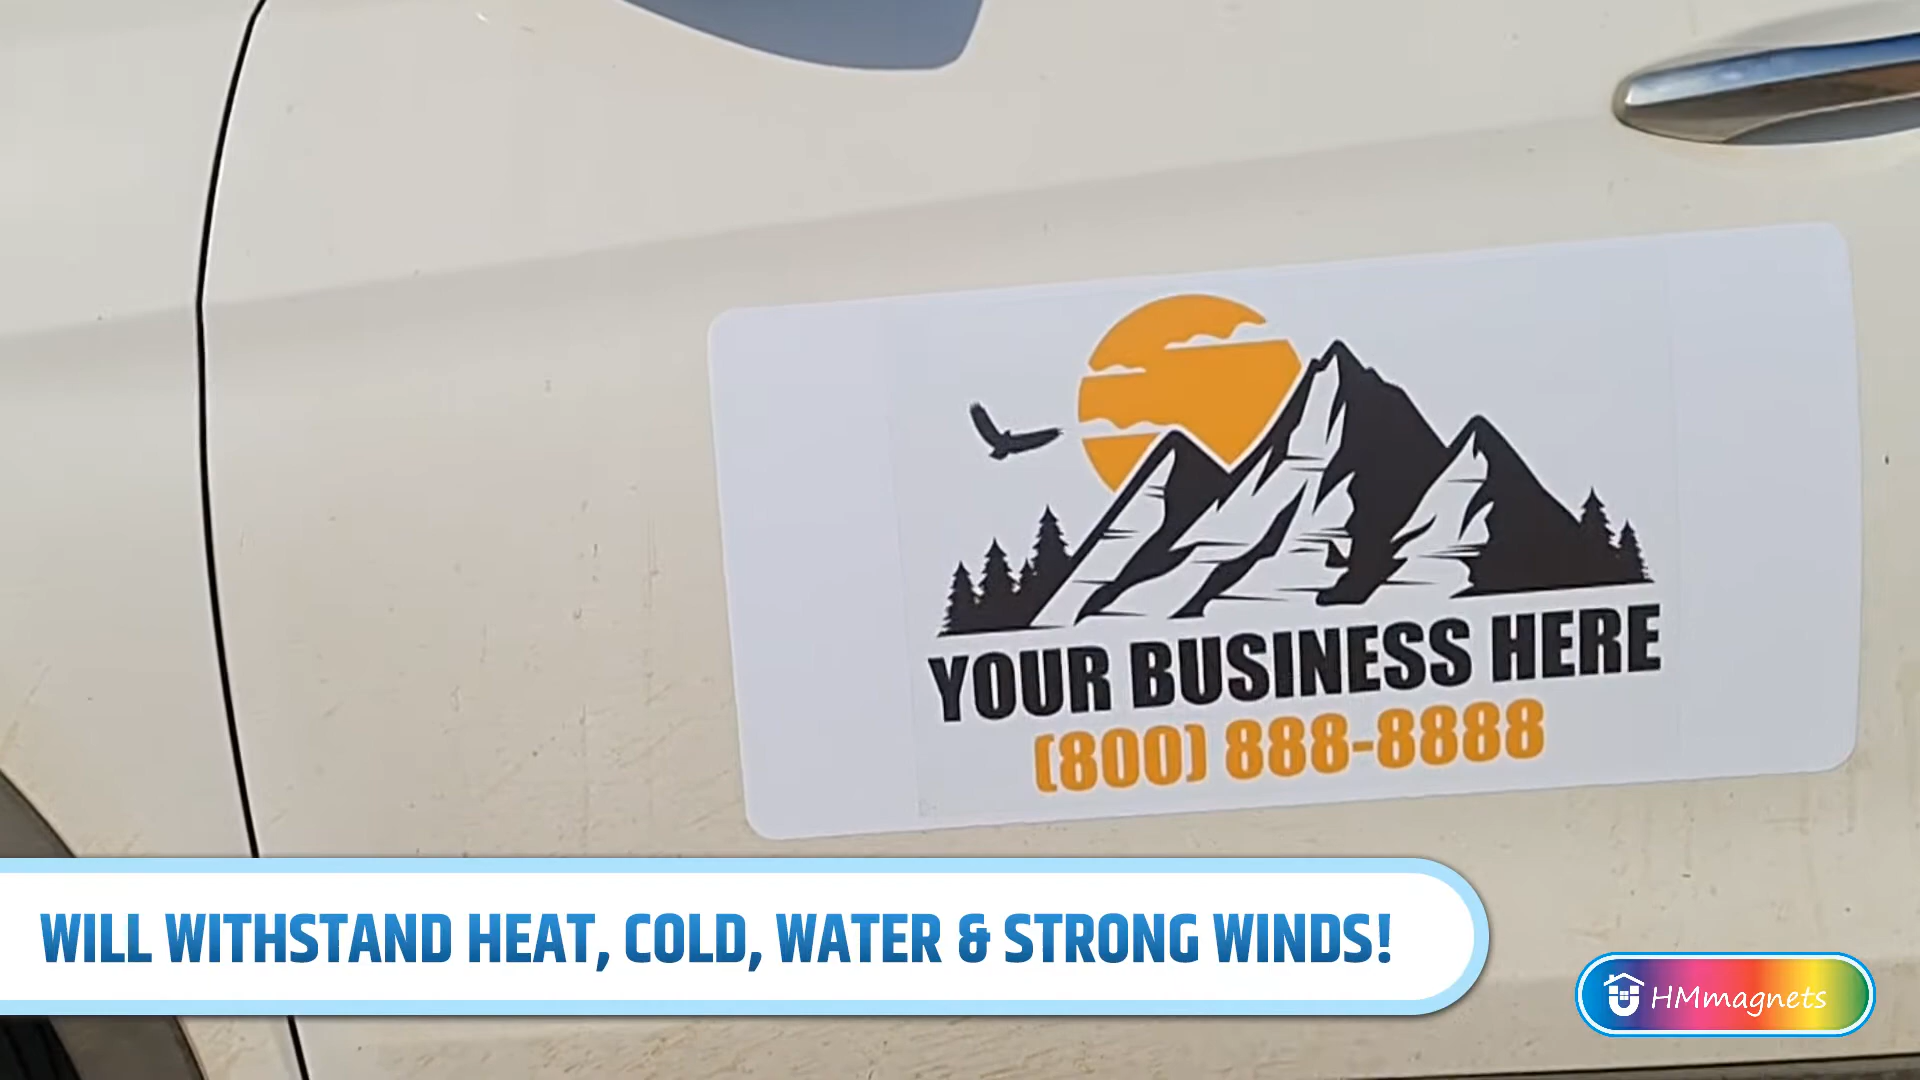 YOUR BUSINESS HERE
(800) 888-8888
WILL WITHSTAND HEAT, COLD, WATER & STRONG WINDS!
HMmagnets